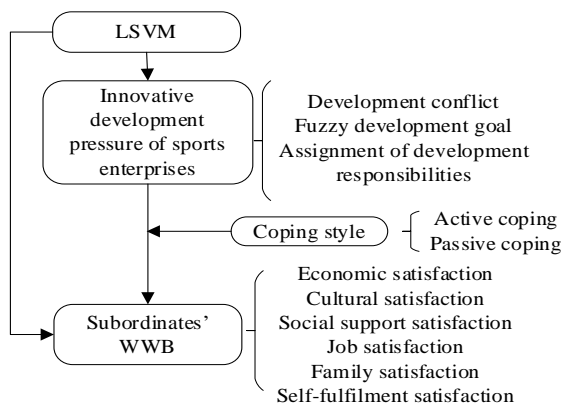 LSVM
Innovative
development
pressure of sports
enterprises
Development conflict
Fuzzy development goal
Assignment of development
responsibilities
Coping style
Active coping
Passive coping
Subordinates’
WWB
Economic satisfaction
Cultural satisfaction
Social support satisfaction
Job satisfaction
Family satisfaction
Self-fulfilment satisfaction